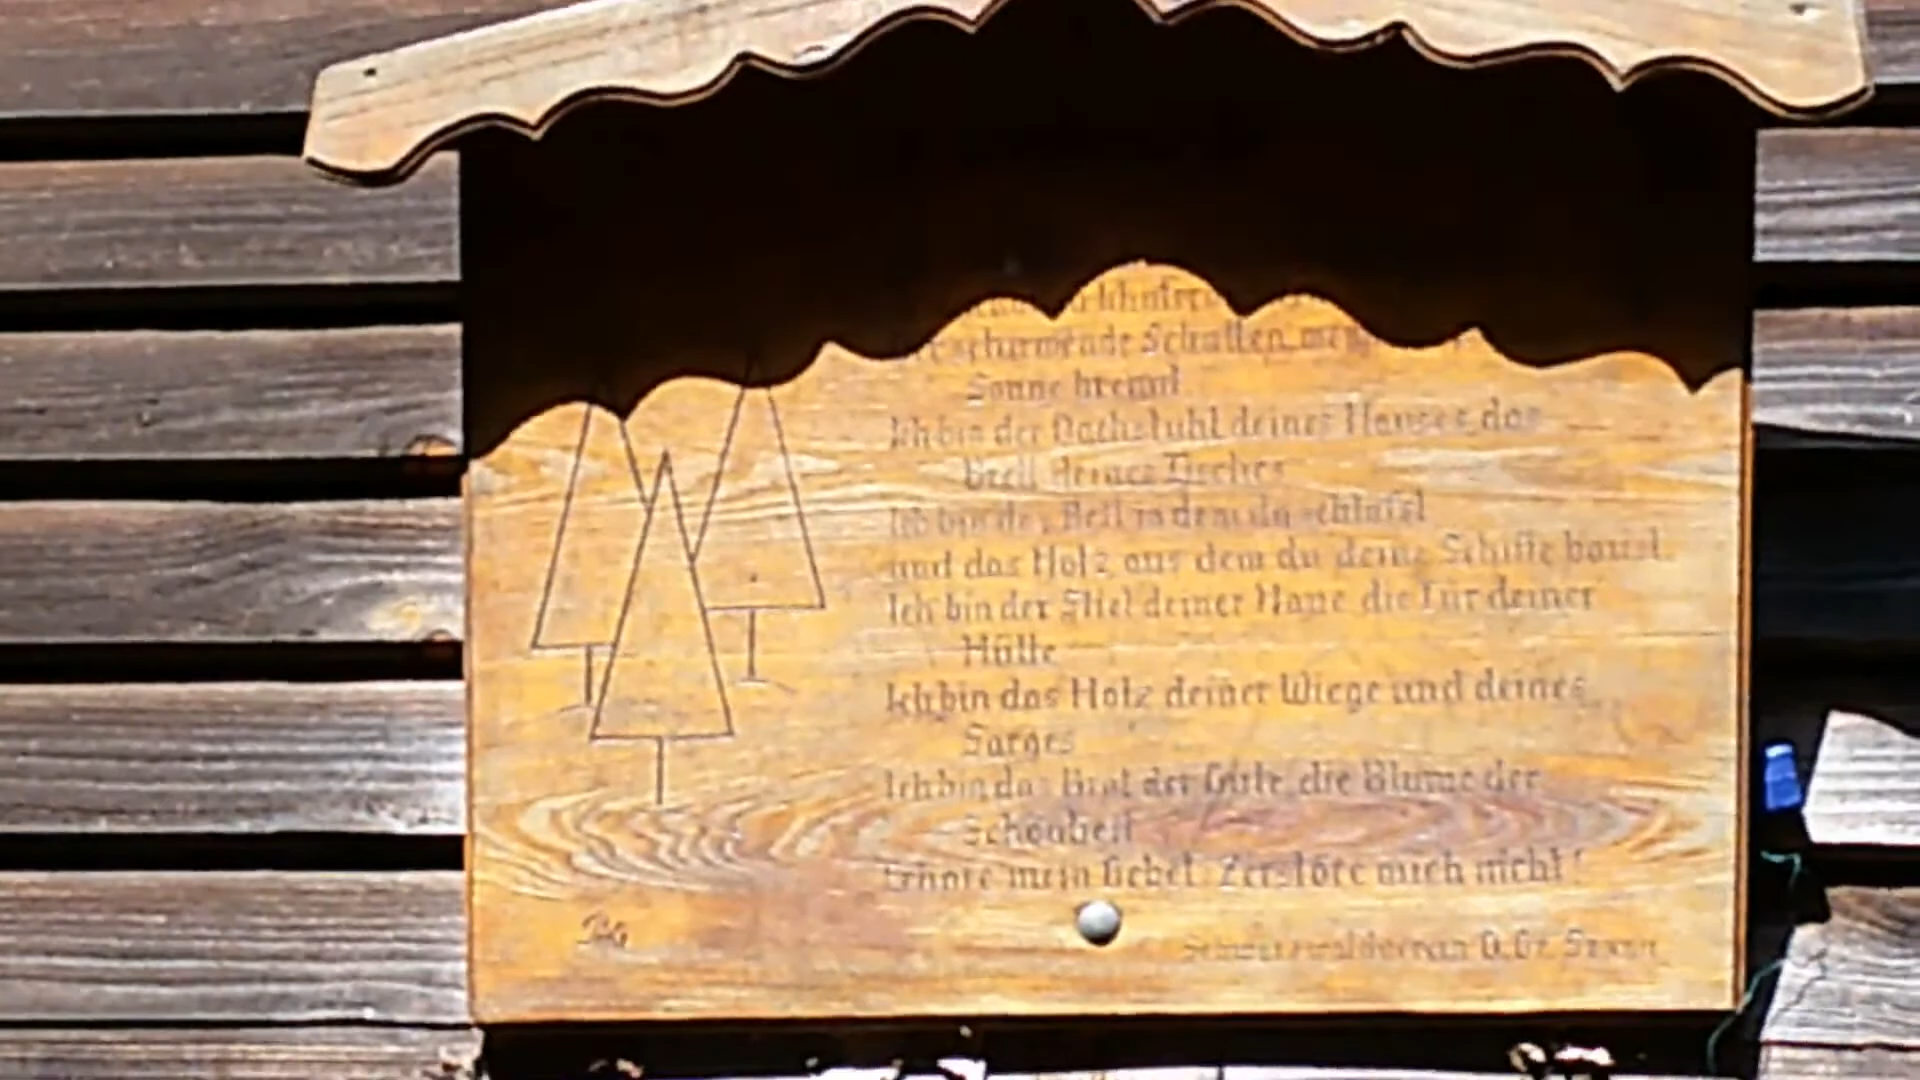 schirmende Schatten,
Sonne brennt
Ich bin der Dachstuhl deines Hauses, das
Brett deines Tisches
Ich bin das Bett in dem du schläfst
und das Holz aus dem du deine Schiffe baust.
Ich bin der Stiel deiner Haue die Tür deiner
Hütte
Ich bin das Holz deiner Wiege und deines
Sarges
Ich bin das Brot der Güte, die Blume der
Schönheit
Erhöre mein Gebet. Zerstöre mich nicht!
Schwarzwaldverein O.Gr.